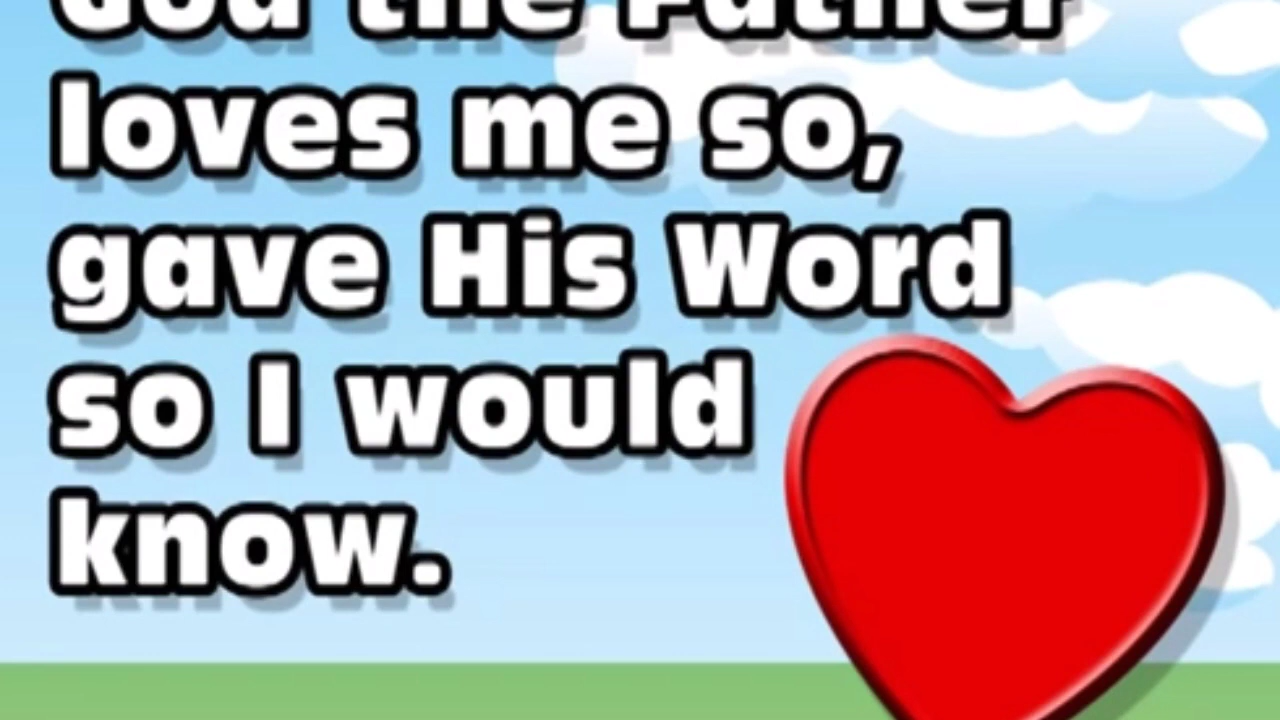 God the Father
loves me so,
gave His Word
so I would
know.